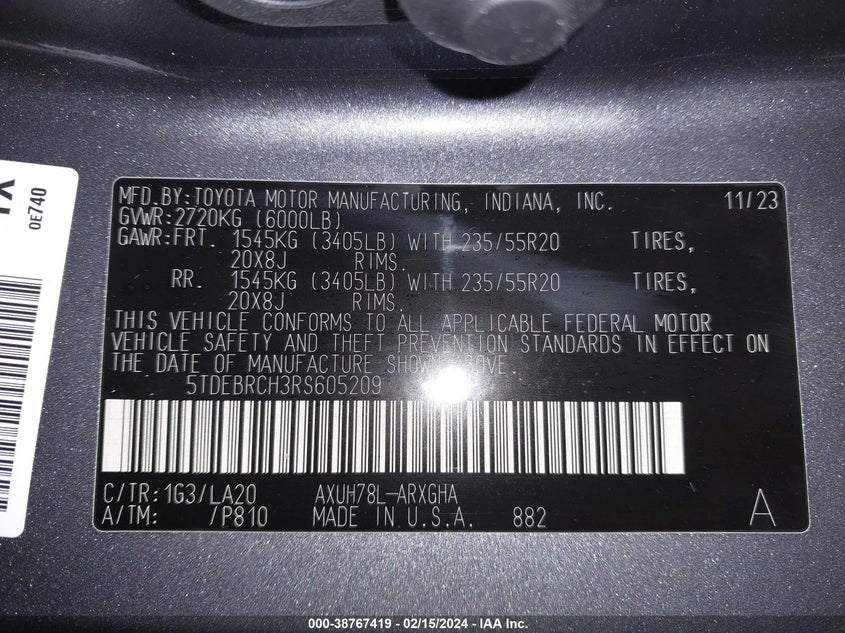 MFD.BY:TOYOTA MOTOR MANUFACTURING, INDIANA, INC. 11/23
GVWR:2720KG (6000LB)
GAWR:FRT. 1545KG (3405LB) WITH 235/55R20 TIRES,
20X8J RIMS.
RR. 1545KG (3405LB) WITH 235/55R20 TIRES,
20X8J RIMS.
THIS VEHICLE CONFORMS TO ALL APPLICABLE FEDERAL MOTOR
VEHICLE SAFETY AND THEFT PREVENTION STANDARDS IN EFFECT ON
THE DATE OF MANUFACTURE SHOWN ABOVE.
5TDEBRCH3RS605209
C/TR:1G3/LA20 AXUH78L-ARXGHA
A/TM: /P810 MADE IN U.S.A. 882 A
0E740
000-38767419 - 02/15/2024 - IAA Inc.